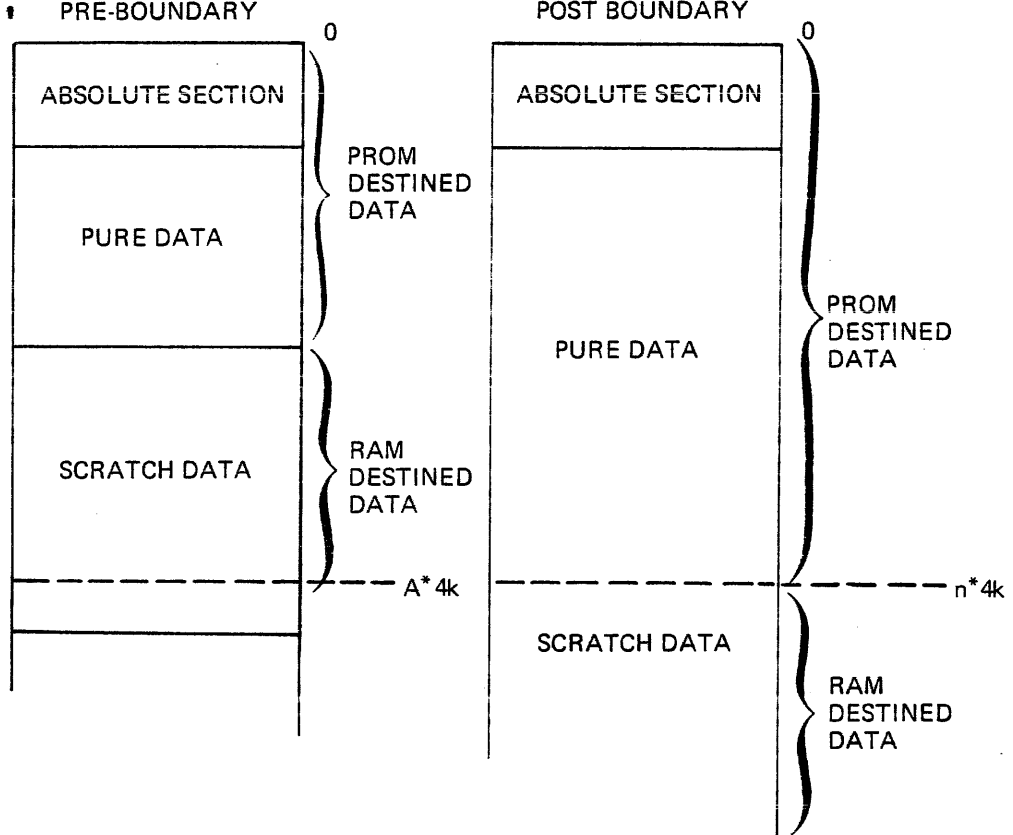 PRE-BOUNDARY
0
ABSOLUTE SECTION
PROM
DESTINED
DATA
PURE DATA
SCRATCH DATA
RAM
DESTINED
DATA
A* 4k
POST BOUNDARY
0
ABSOLUTE SECTION
PROM
DESTINED
DATA
PURE DATA
n*4k
SCRATCH DATA
RAM
DESTINED
DATA